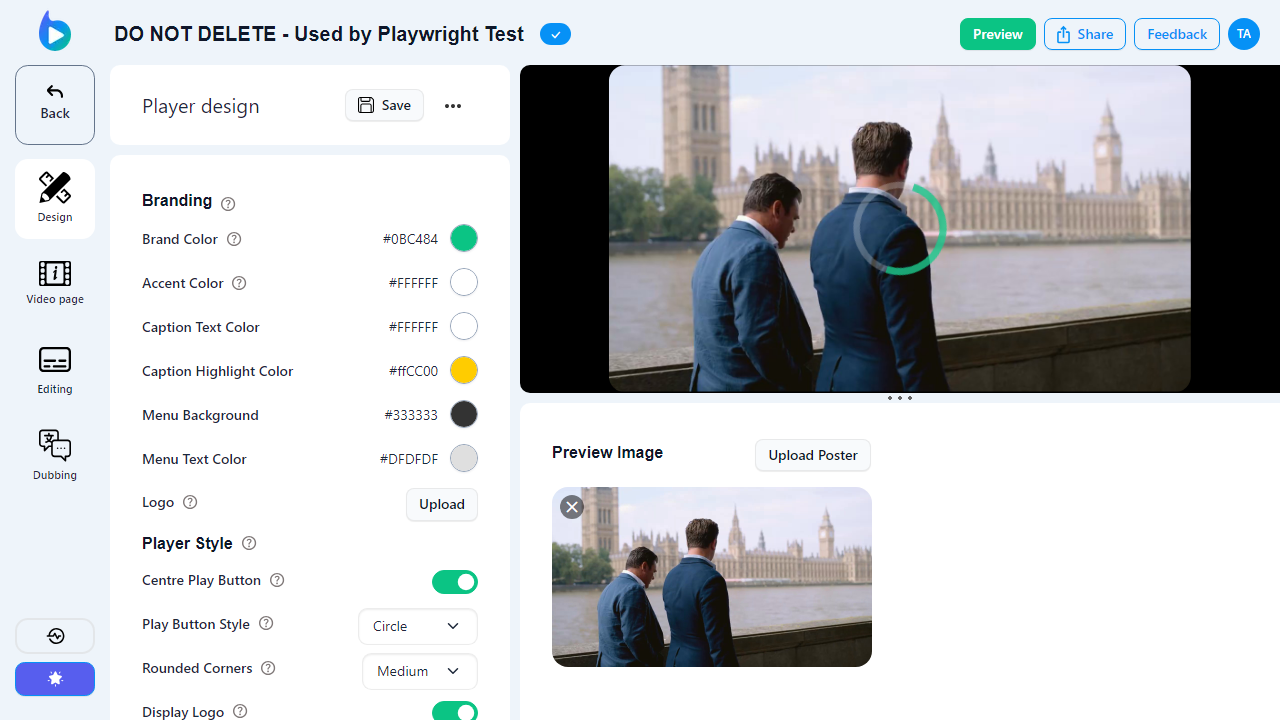 DO NOT DELETE - Used by Playwright Test
Preview
Share
Feedback
TA
Back
Design
Video page
Editing
Dubbing
Player design
Save
Branding
Brand Color
#0BC484
Accent Color
#FFFFFF
Caption Text Color
#FFFFFF
Caption Highlight Color
#ffCC00
Menu Background
#333333
Menu Text Color
#DFDFDF
Logo
Upload
Player Style
Centre Play Button
Play Button Style
Circle
Rounded Corners
Medium
Display Logo
Preview Image
Upload Poster